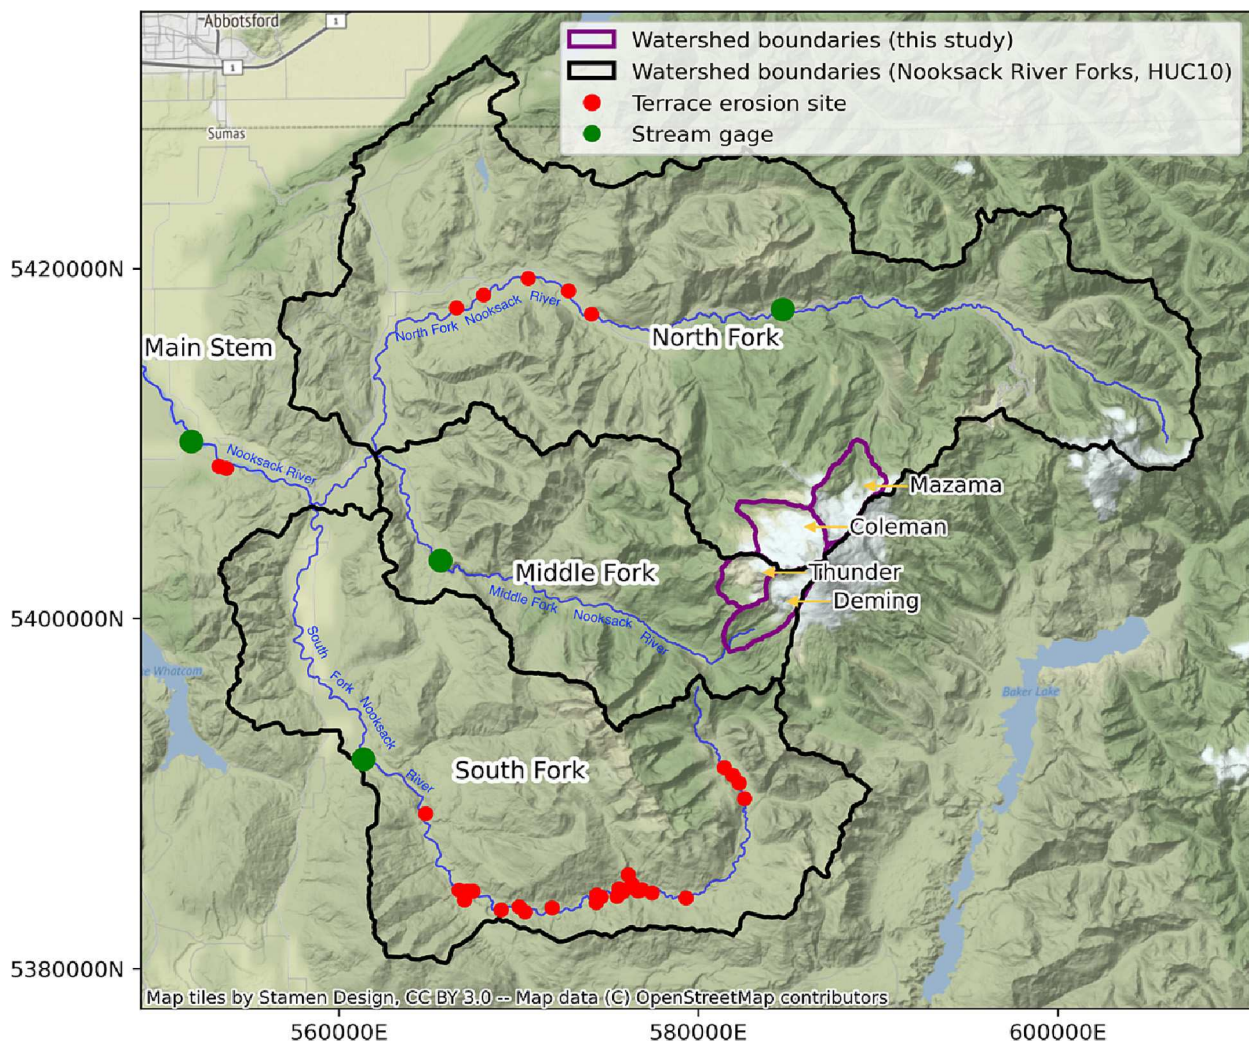 Abbotsford
1
1
Sumas
Watershed boundaries (this study)
Watershed boundaries (Nooksack River Forks, HUC10)
Terrace erosion site
Stream gage
5420000N
North Fork Nooksack River
North Fork
Main Stem
Nooksack River
Mazama
Coleman
Thunder
Deming
Middle Fork
Middle Fork Nooksack River
5400000N
South Fork Nooksack River
Whatcom
Baker Lake
South Fork
5380000N
Map tiles by Stamen Design, CC BY 3.0 -- Map data (C) OpenStreetMap contributors
560000E
580000E
600000E